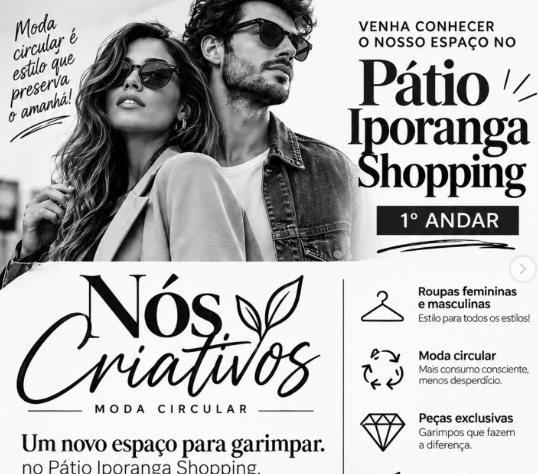 Moda
circular é
estilo que
preserva
o amanhã!
VENHA CONHECER
O NOSSO ESPAÇO NO
Pátio
Iporanga
Shopping
1º ANDAR
Nós
Criativos
MODA CIRCULAR
Um novo espaço para garimpar.
no Pátio Iporanga Shopping.
Roupas femininas
e masculinas
Estilo para todos os estilos!
Moda circular
Mais consumo consciente,
menos desperdício.
Peças exclusivas
Garimpos que fazem
a diferença.